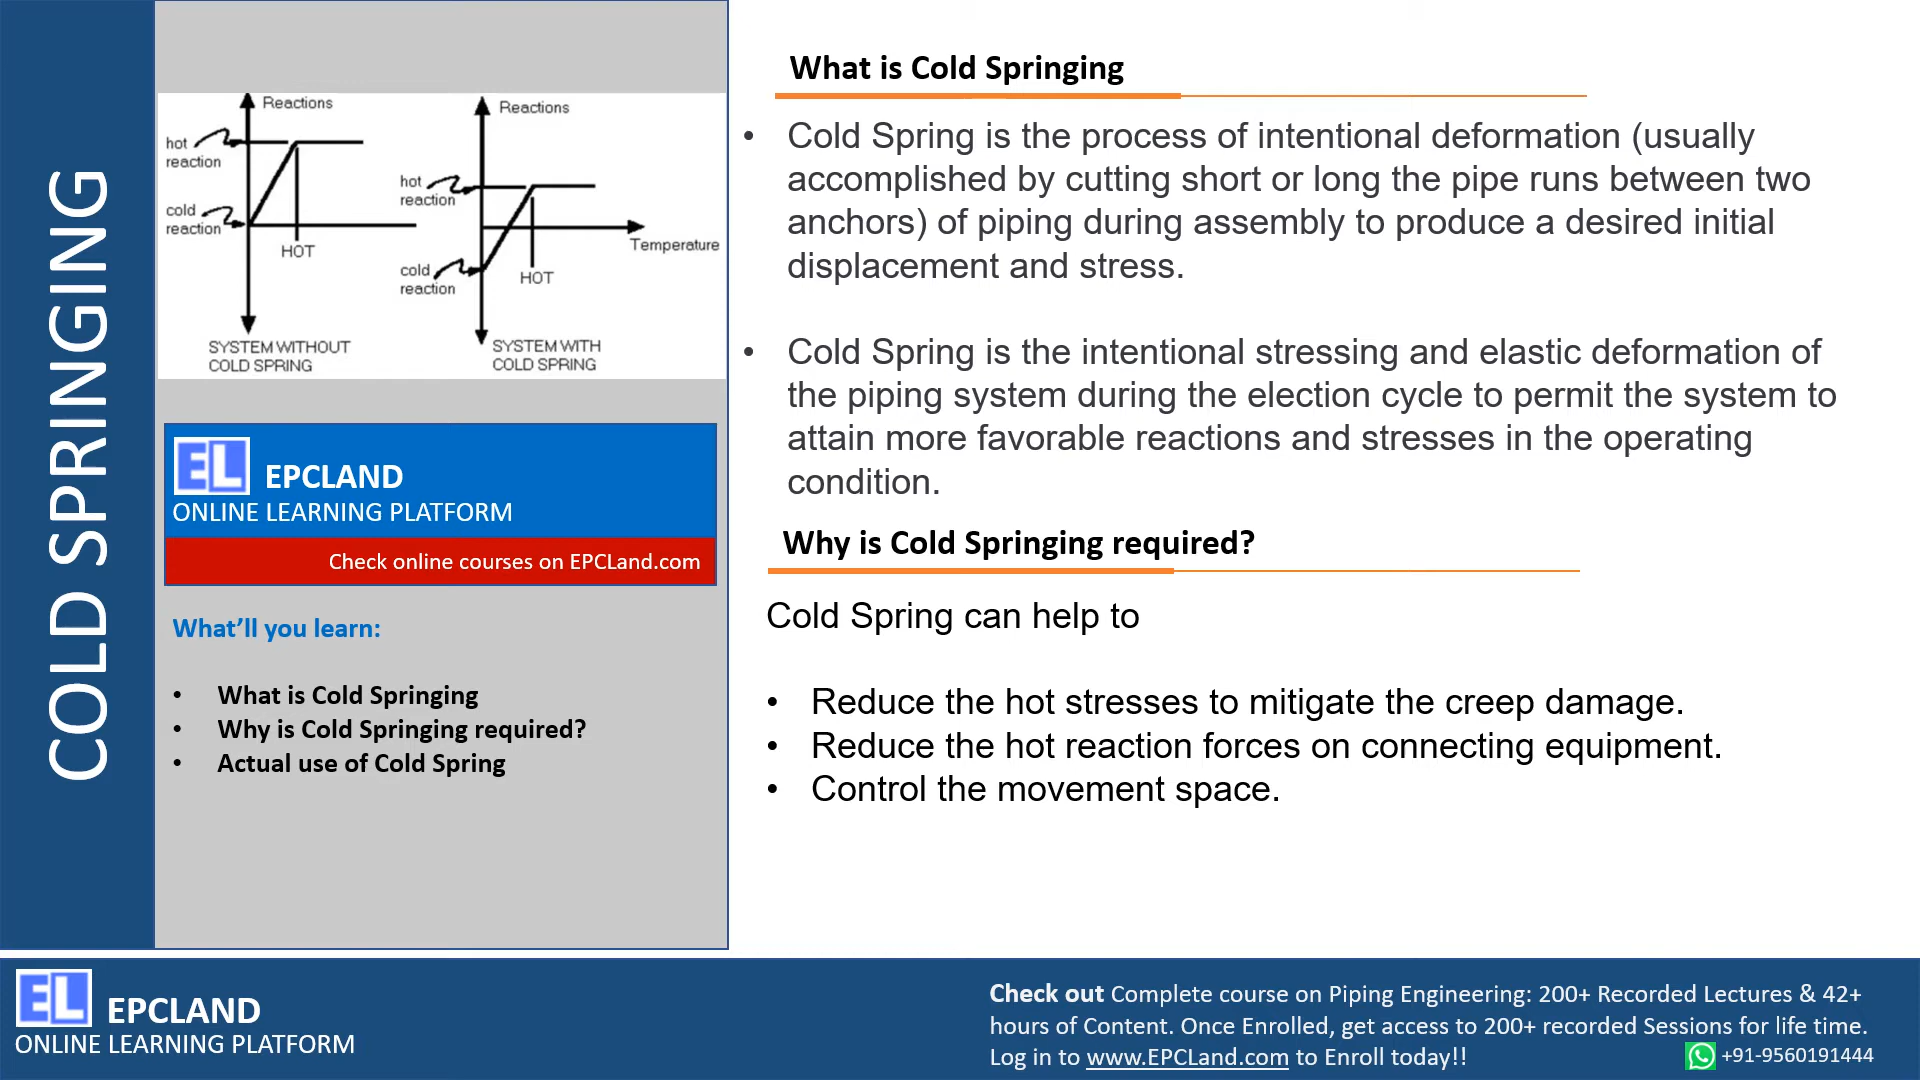 COLD SPRINGING
Reactions
hot
reaction
cold
reaction
HOT
SYSTEM WITHOUT
COLD SPRING
Reactions
hot
reaction
Temperature
cold
reaction
HOT
SYSTEM WITH
COLD SPRING
EL EPCLAND
ONLINE LEARNING PLATFORM
Check online courses on EPCLand.com
What'll you learn:
• What is Cold Springing
• Why is Cold Springing required?
• Actual use of Cold Spring
What is Cold Springing
• Cold Spring is the process of intentional deformation (usually
accomplished by cutting short or long the pipe runs between two
anchors) of piping during assembly to produce a desired initial
displacement and stress.
• Cold Spring is the intentional stressing and elastic deformation of
the piping system during the election cycle to permit the system to
attain more favorable reactions and stresses in the operating
condition.
Why is Cold Springing required?
Cold Spring can help to
• Reduce the hot stresses to mitigate the creep damage.
• Reduce the hot reaction forces on connecting equipment.
• Control the movement space.
EL EPCLAND
ONLINE LEARNING PLATFORM
Check out Complete course on Piping Engineering: 200+ Recorded Lectures & 42+
hours of Content. Once Enrolled, get access to 200+ recorded Sessions for life time.
Log in to www.EPCLand.com to Enroll today!!
+91-9560191444